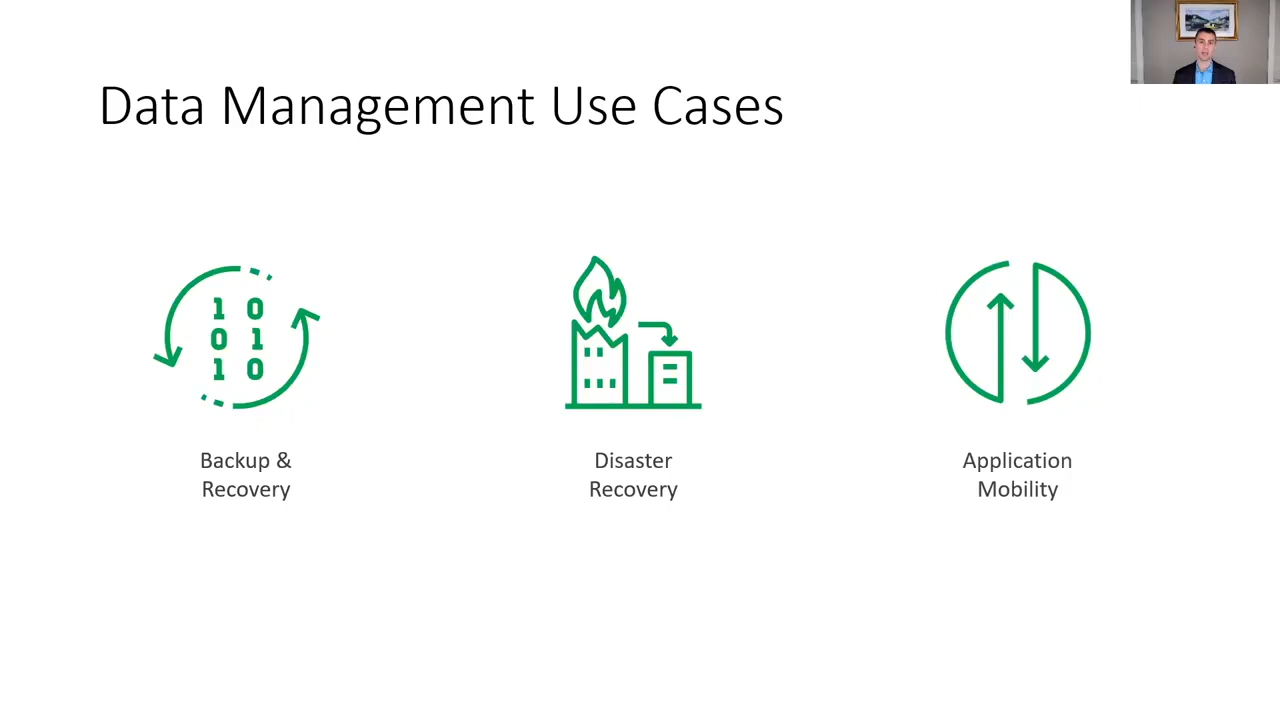 Data Management Use Cases
1 0
0 1
1 0
Backup &
Recovery
Disaster
Recovery
Application
Mobility